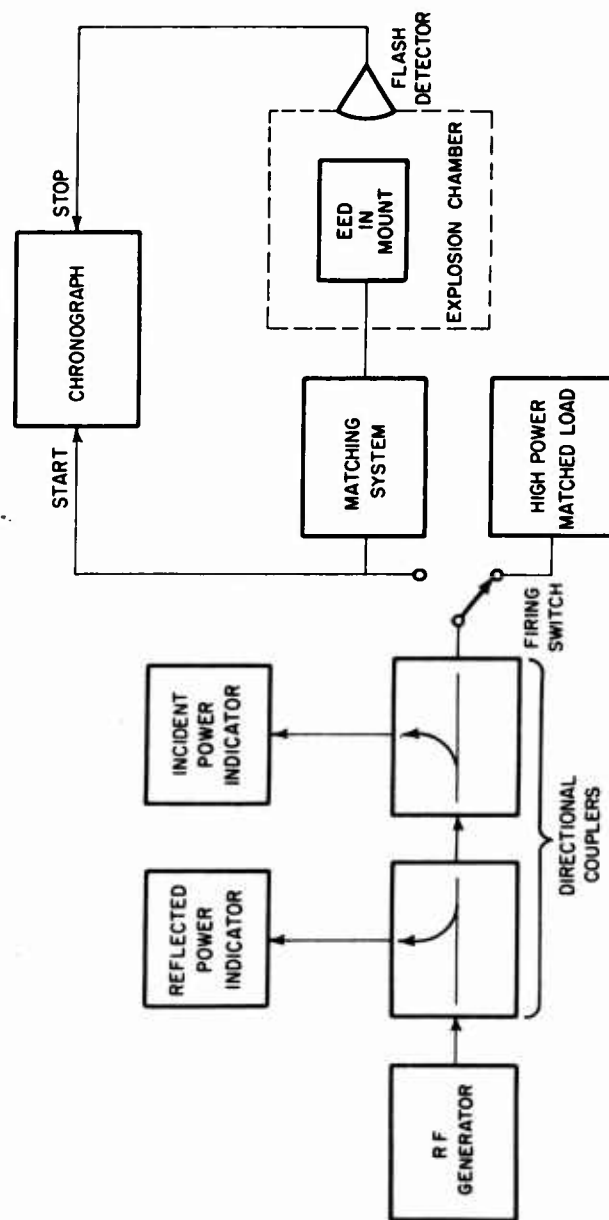 RF
GENERATOR
REFLECTED
POWER
INDICATOR
INCIDENT
POWER
INDICATOR
DIRECTIONAL
COUPLERS
FIRING
SWITCH
START
CHRONOGRAPH
STOP
MATCHING
SYSTEM
HIGH POWER
MATCHED LOAD
EED
IN
MOUNT
EXPLOSION CHAMBER
FLASH
DETECTOR